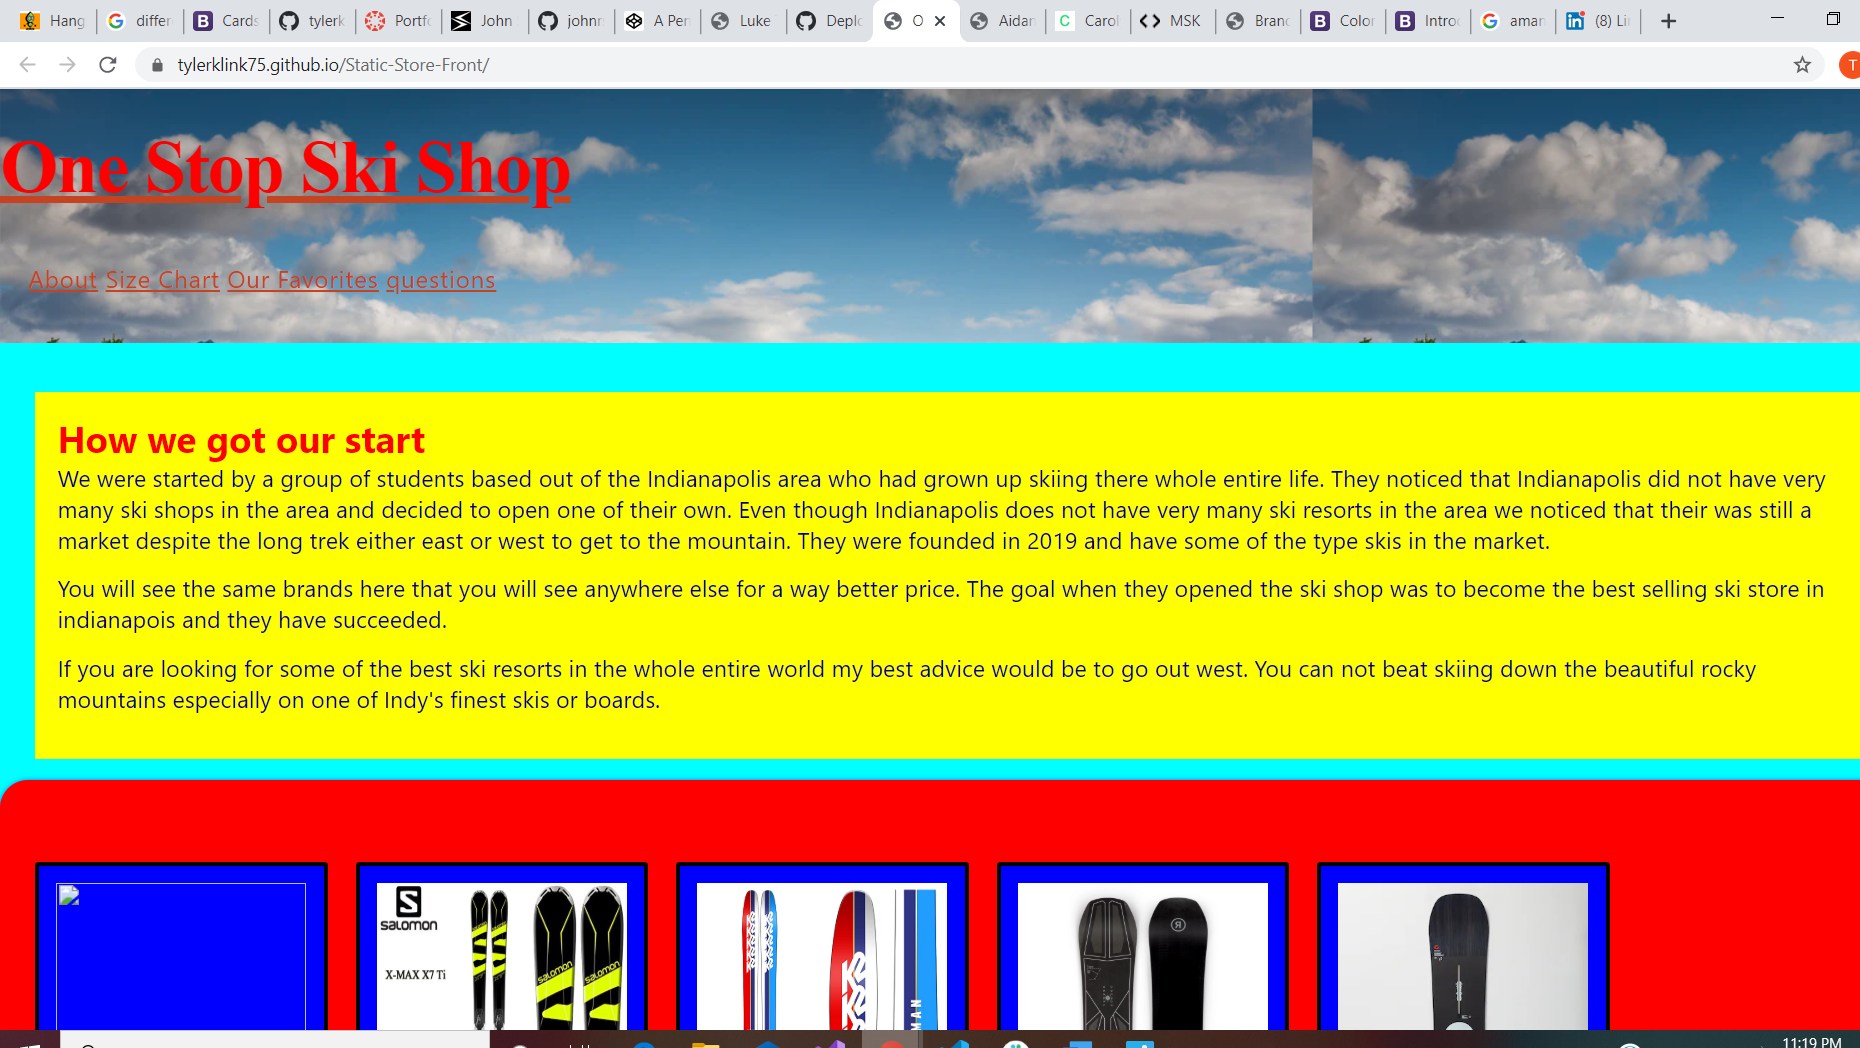 Hang differ Cards tylerk Portfo John johnr A Pen Luke Deplo O Aidan Carol MSK Branc Color Introd aman (8) Li
tylerklink75.github.io/Static-Store-Front/
T
One Stop Ski Shop
About Size Chart Our Favorites questions
How we got our start
We were started by a group of students based out of the Indianapolis area who had grown up skiing there whole entire life. They noticed that Indianapolis did not have very
many ski shops in the area and decided to open one of their own. Even though Indianapolis does not have very many ski resorts in the area we noticed that their was still a
market despite the long trek either east or west to get to the mountain. They were founded in 2019 and have some of the type skis in the market.
You will see the same brands here that you will see anywhere else for a way better price. The goal when they opened the ski shop was to become the best selling ski store in
indianapois and they have succeeded.
If you are looking for some of the best ski resorts in the whole entire world my best advice would be to go out west. You can not beat skiing down the beautiful rocky
mountains especially on one of Indy's finest skis or boards.
SALOMON
X-MAX X7 Ti
11:19 PM